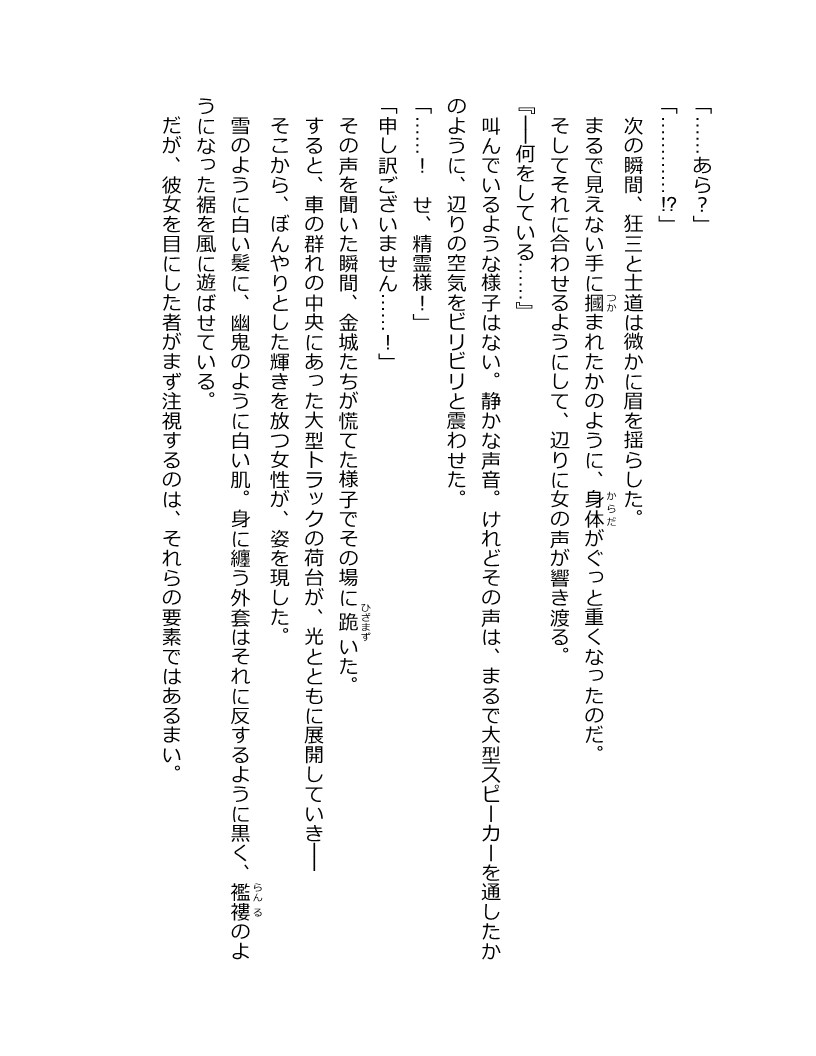 「……あら？」
「…………!?」
　次の瞬間、狂三と士道は微かに眉を揺らした。
　まるで見えない手に摑まれたかのように、身体がぐっと重くなったのだ。
　そしてそれに合わせるようにして、辺りに女の声が響き渡る。
『――何をしている……』
　叫んでいるような様子はない。静かな声音。けれどその声は、まるで大型スピーカーを通したか
のように、辺りの空気をビリビリと震わせた。
「……！　せ、精霊様！」
「申し訳ございません……！」
　その声を聞いた瞬間、金城たちが慌てた様子でその場に跪いた。
　すると、車の群れの中央にあった大型トラックの荷台が、光とともに展開していき――
　そこから、ぼんやりとした輝きを放つ女性が、姿を現した。
　雪のように白い髪に、幽鬼のように白い肌。身に纏う外套はそれに反するように黒く、襤褸のよ
うになった裾を風に遊ばせている。
　だが、彼女を目にした者がまず注視するのは、それらの要素ではあるまい。